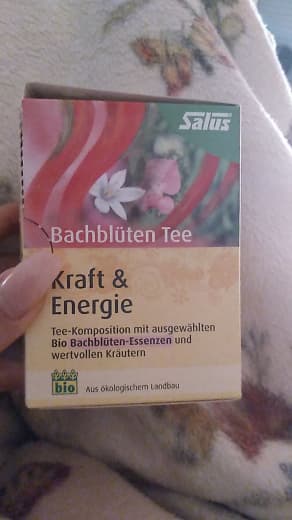 Salus
Bachblüten Tee
Kraft &
Energie
Tee-Komposition mit ausgewählten
Bio Bachblüten-Essenzen und
wertvollen Kräutern
bio
Aus ökologischem Landbau